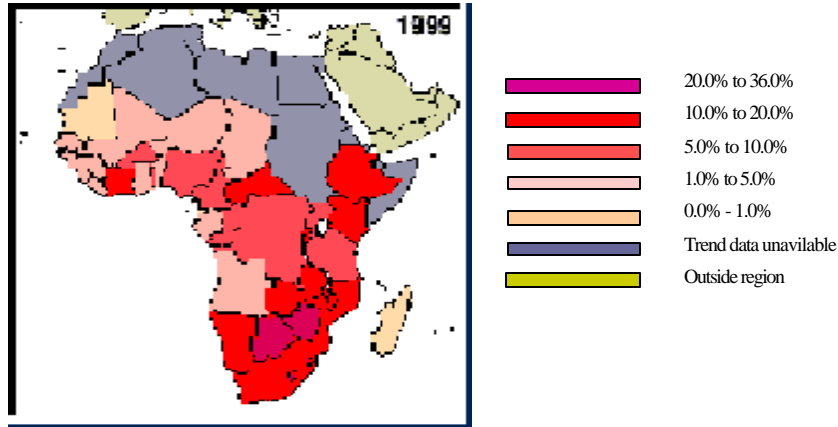 1999
20.0% to 36.0%
10.0% to 20.0%
5.0% to 10.0%
1.0% to 5.0%
0.0% - 1.0%
Trend data unavilable
Outside region